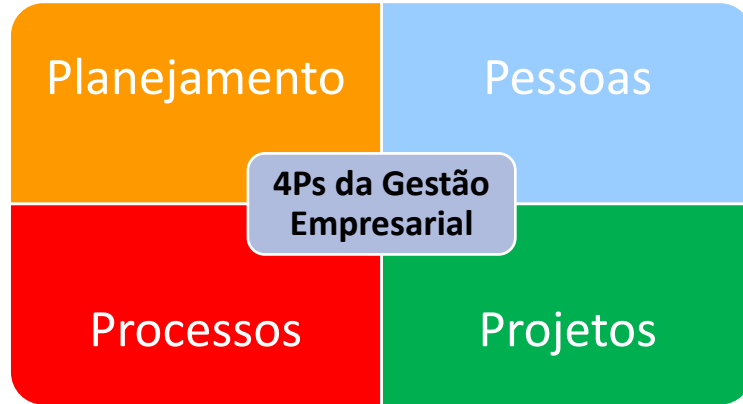 Planejamento
Pessoas
4Ps da Gestão
Empresarial
Processos
Projetos